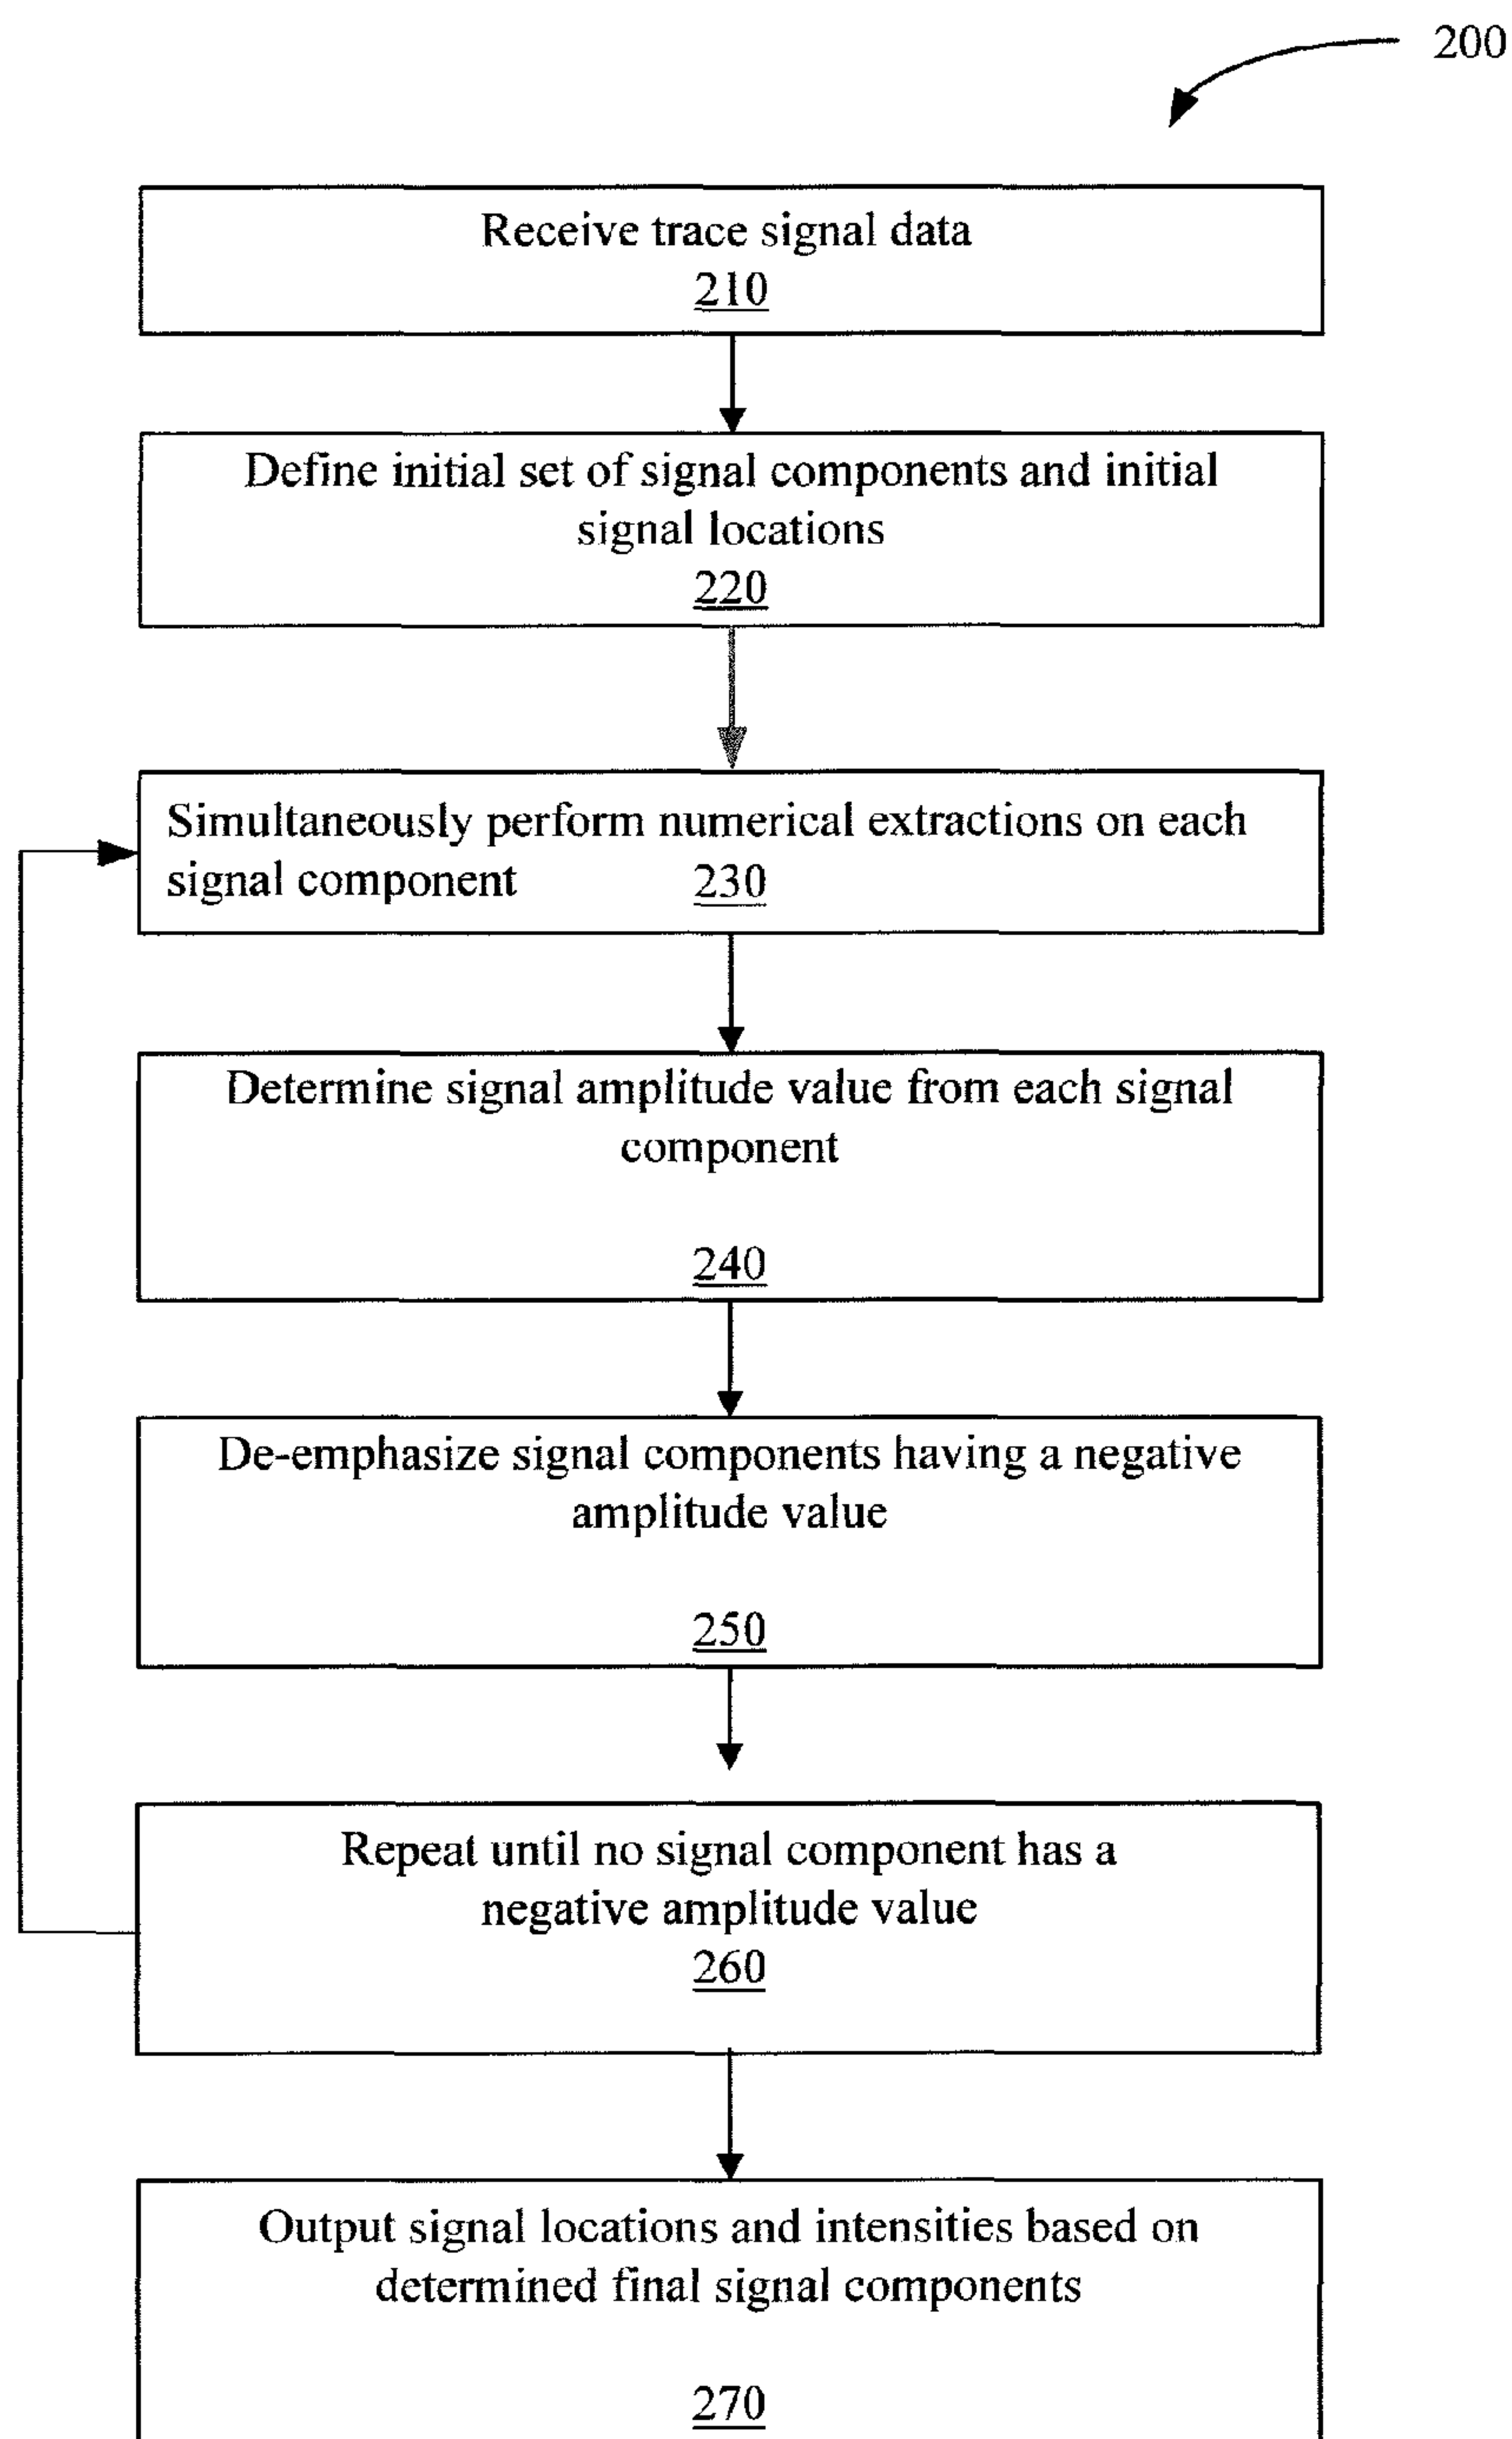 200
Receive trace signal data
210
Define initial set of signal components and initial
signal locations
220
Simultaneously perform numerical extractions on each
signal component 230
Determine signal amplitude value from each signal
component
240
De-emphasize signal components having a negative
amplitude value
250
Repeat until no signal component has a
negative amplitude value
260
Output signal locations and intensities based on
determined final signal components
270